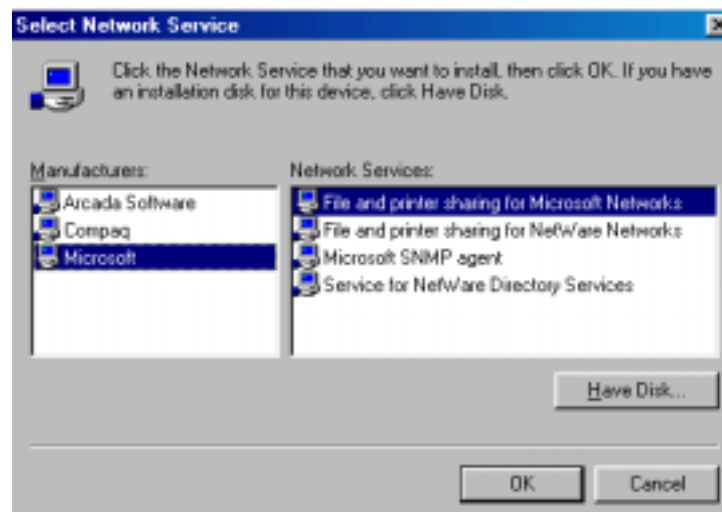 Select Network Service
Click the Network Service that you want to install, then click OK. If you have
an installation disk for this device, click Have Disk.
Manufacturers:
Arcada Software
Compaq
Microsoft
Network Services:
File and printer sharing for Microsoft Networks
File and printer sharing for NetWare Networks
Microsoft SNMP agent
Service for NetWare Directory Services
Have Disk...
OK
Cancel